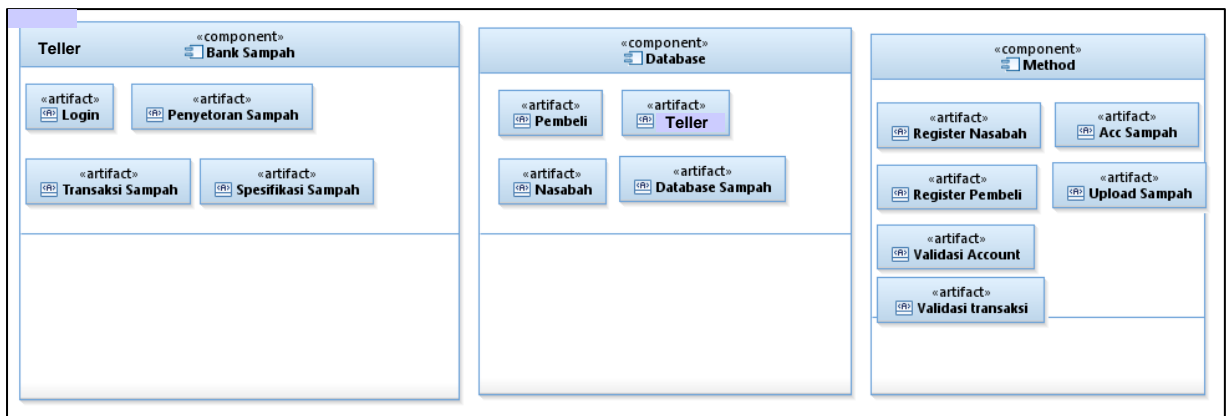 Teller
«component»
Bank Sampah
«artifact»
Login
«artifact»
Penyetoran Sampah
«artifact»
Transaksi Sampah
«artifact»
Spesifikasi Sampah
«component»
Database
«artifact»
Pembeli
«artifact»
Teller
«artifact»
Nasabah
«artifact»
Database Sampah
«component»
Method
«artifact»
Register Nasabah
«artifact»
Acc Sampah
«artifact»
Register Pembeli
«artifact»
Upload Sampah
«artifact»
Validasi Account
«artifact»
Validasi transaksi